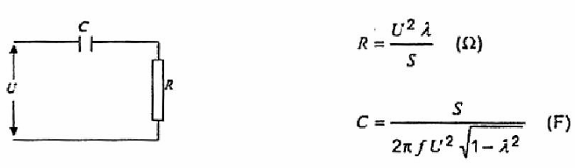 C
U
R
R = U² λ / S (Ω)
C = S / 2π f U² √1 − λ² (F)